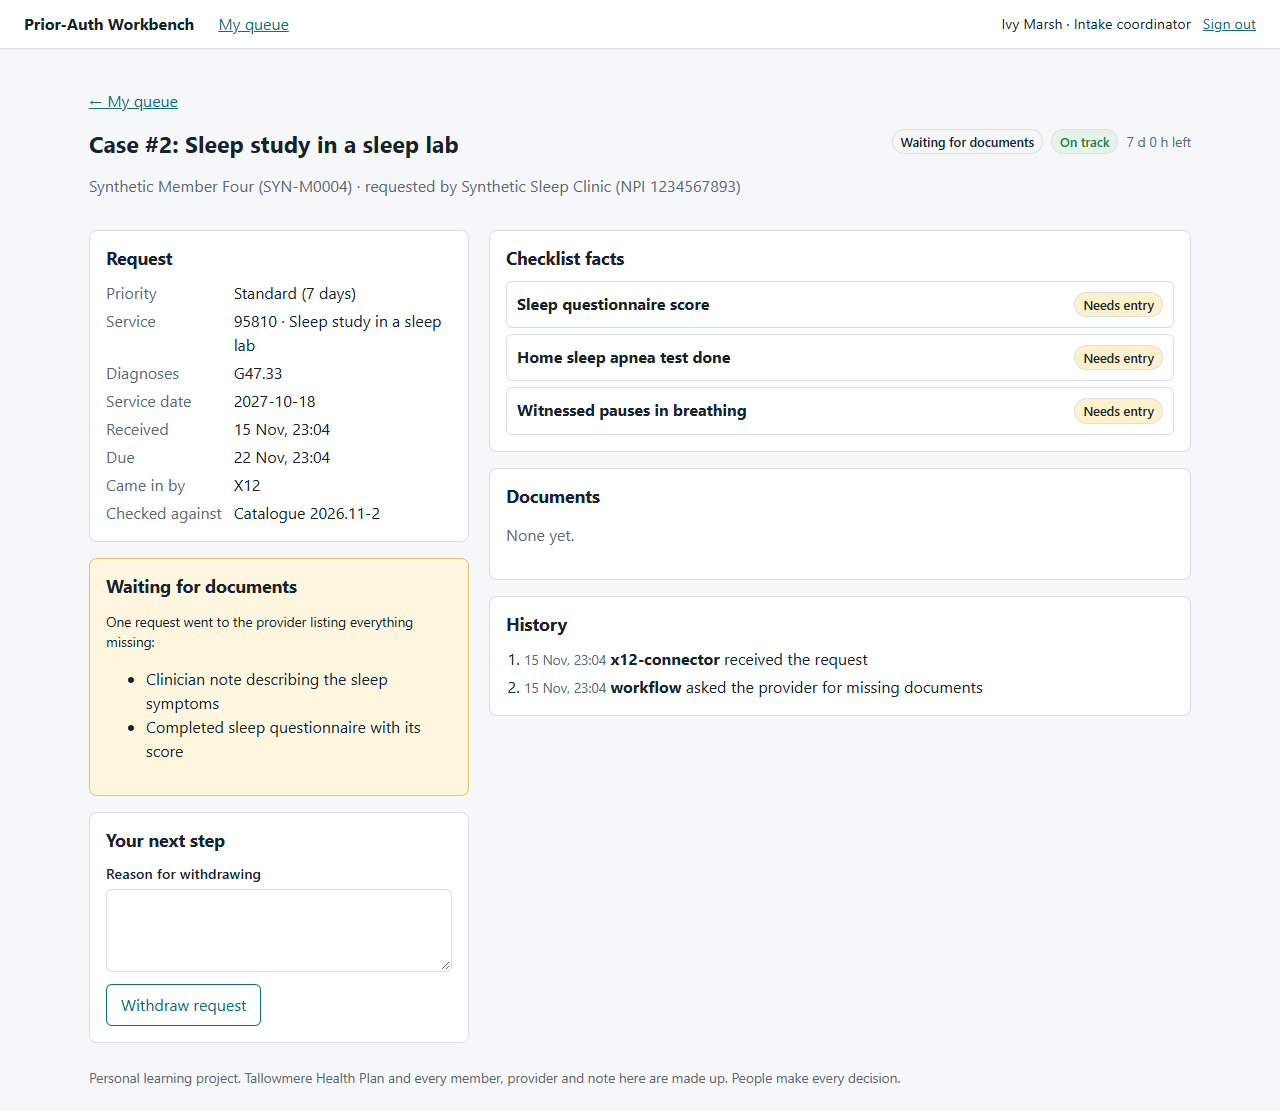 Prior-Auth Workbench
My queue
Ivy Marsh · Intake coordinator
Sign out
← My queue
Case #2: Sleep study in a sleep lab
Waiting for documents
On track
7 d 0 h left
Synthetic Member Four (SYN-M0004) · requested by Synthetic Sleep Clinic (NPI 1234567893)
Request
Priority Standard (7 days)
Service 95810 · Sleep study in a sleep
lab
Diagnoses G47.33
Service date 2027-10-18
Received 15 Nov, 23:04
Due 22 Nov, 23:04
Came in by X12
Checked against Catalogue 2026.11-2
Waiting for documents
One request went to the provider listing everything
missing:
• Clinician note describing the sleep
symptoms
• Completed sleep questionnaire with its
score
Your next step
Reason for withdrawing
Withdraw request
Checklist facts
Sleep questionnaire score Needs entry
Home sleep apnea test done Needs entry
Witnessed pauses in breathing Needs entry
Documents
None yet.
History
1. 15 Nov, 23:04 x12-connector received the request
2. 15 Nov, 23:04 workflow asked the provider for missing documents
Personal learning project. Tallowmere Health Plan and every member, provider and note here are made up. People make every decision.